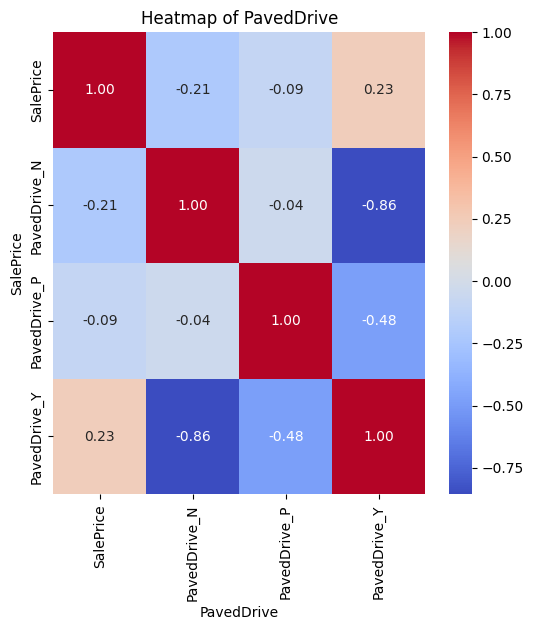 Heatmap of PavedDrive
SalePrice
SalePrice 1.00 -0.21 -0.09 0.23
PavedDrive_N -0.21 1.00 -0.04 -0.86
PavedDrive_P -0.09 -0.04 1.00 -0.48
PavedDrive_Y 0.23 -0.86 -0.48 1.00
SalePrice PavedDrive_N PavedDrive_P PavedDrive_Y
PavedDrive
1.00
0.75
0.50
0.25
0.00
−0.25
−0.50
−0.75